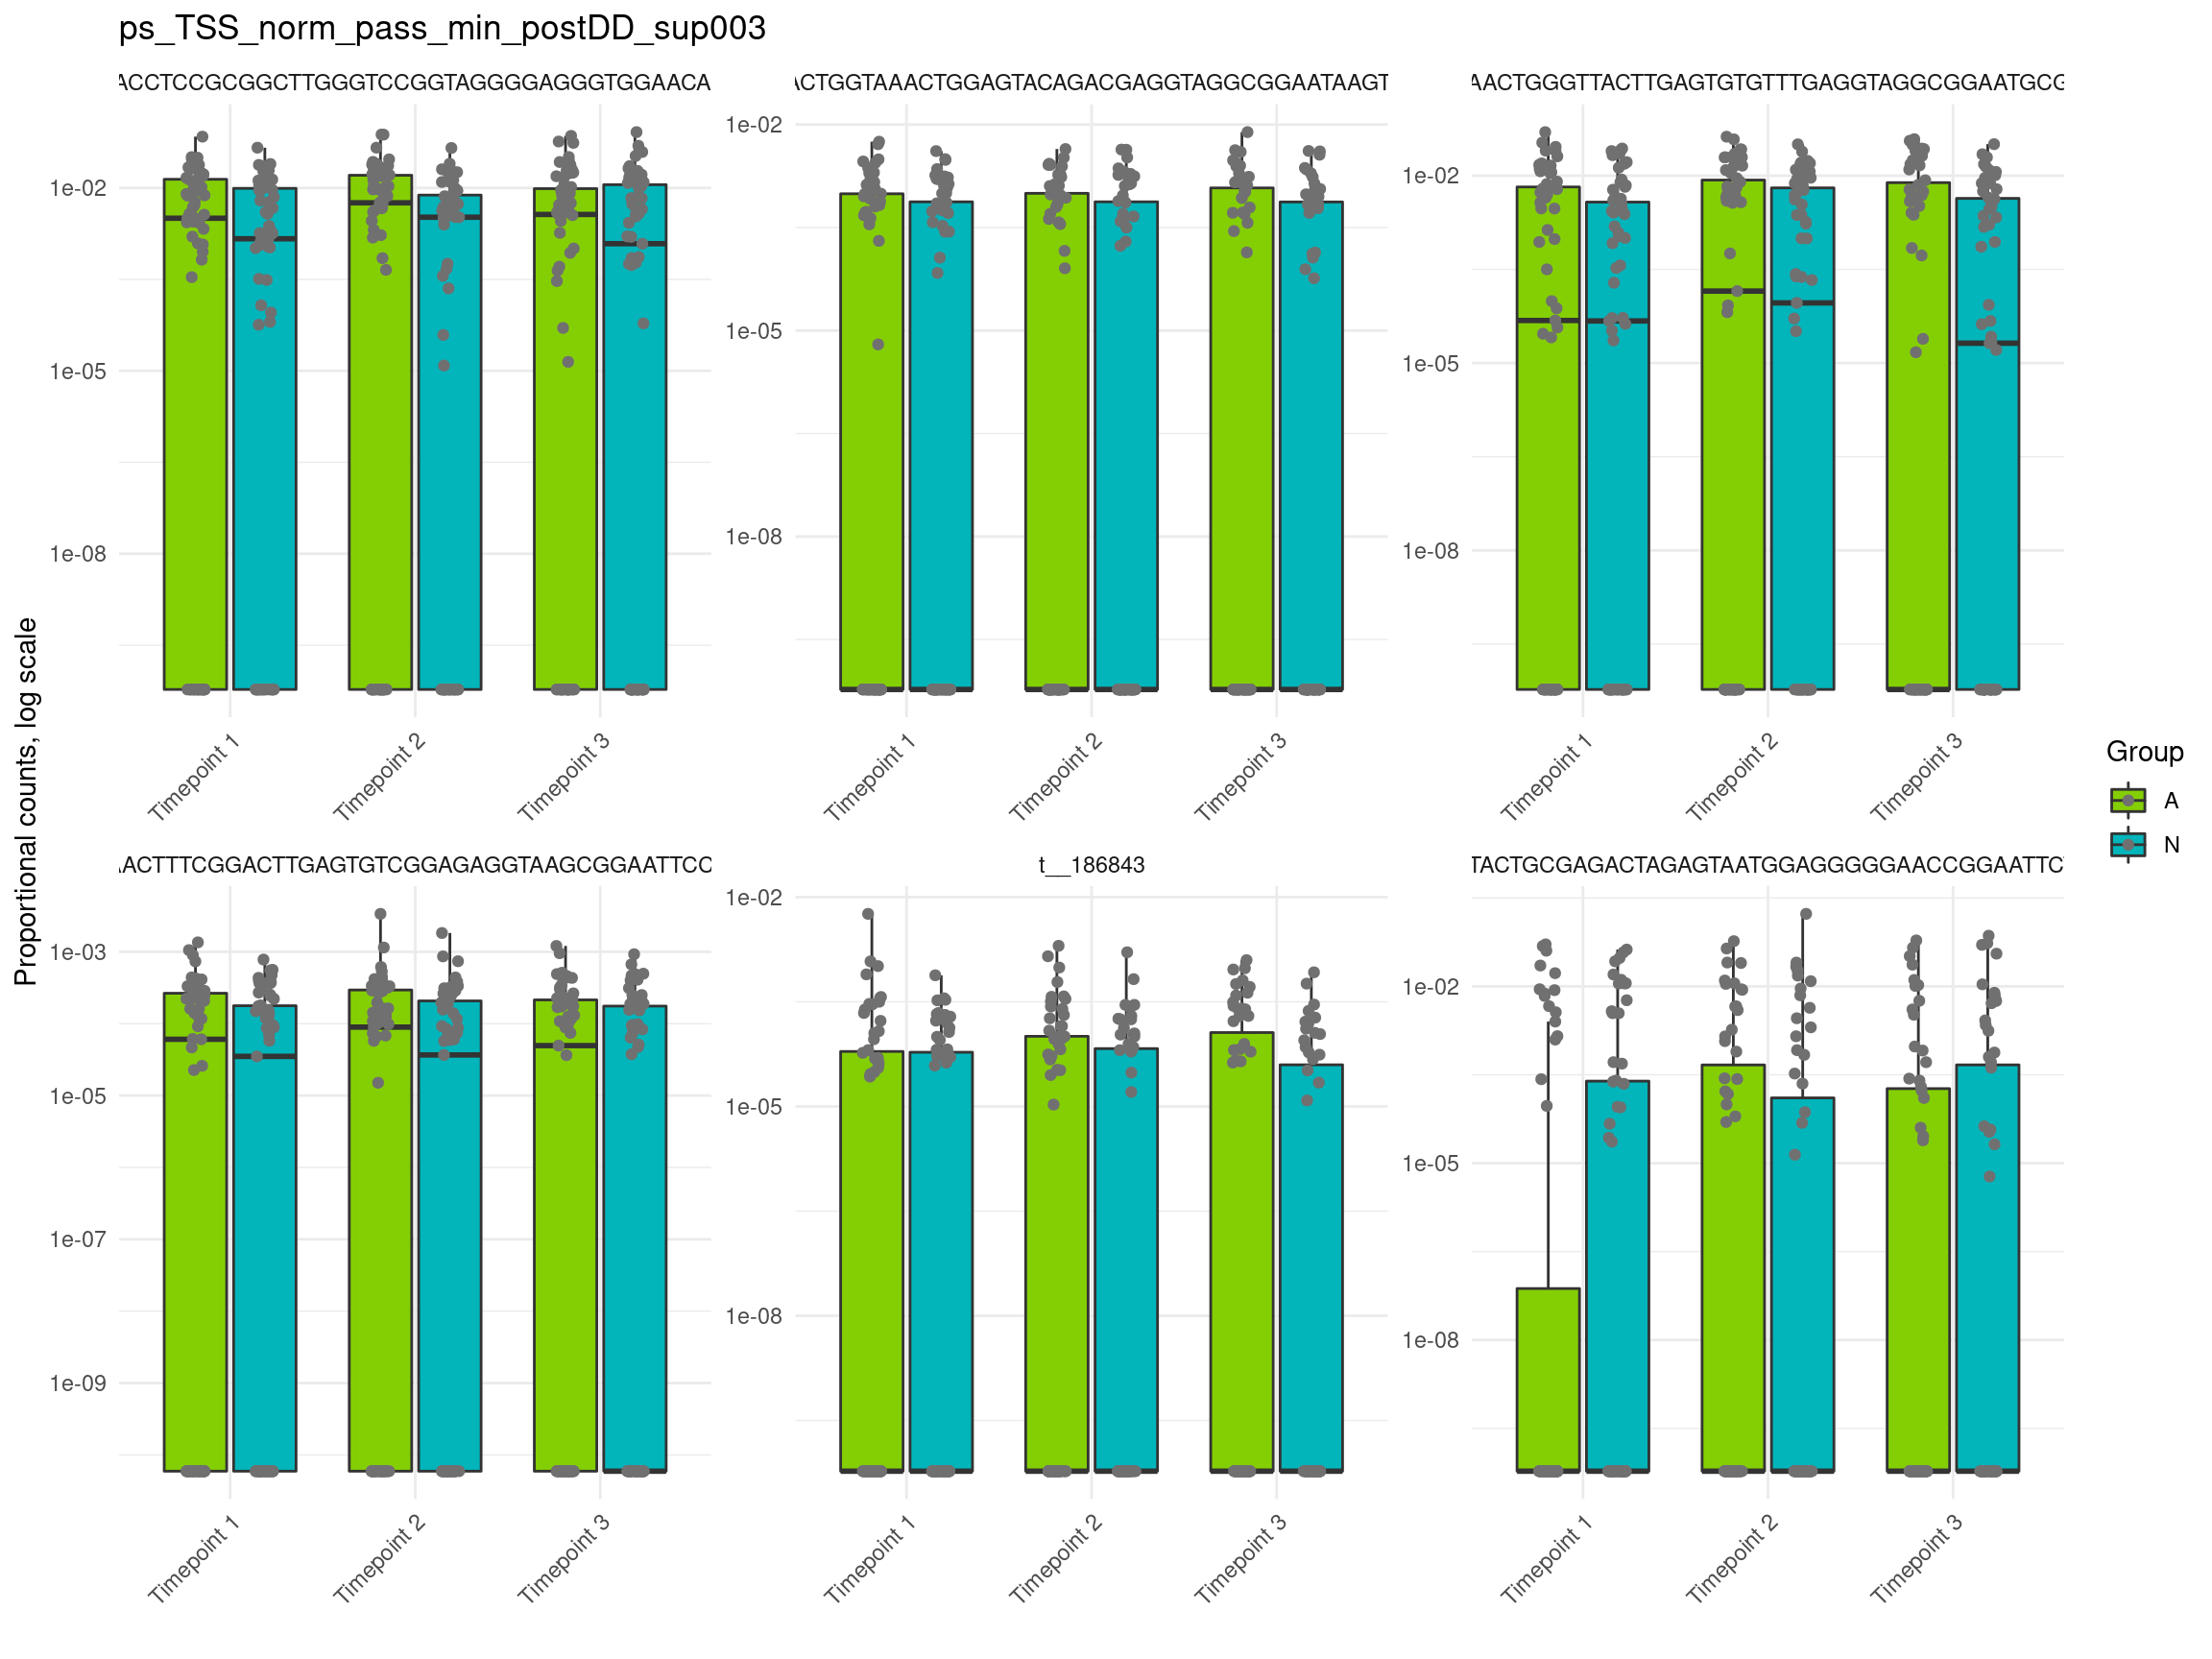 ps_TSS_norm_pass_min_postDD_sup003
ACCTCCGCGGCTTGGGTCCGGTAGGGGAGGGTGGAACA
ACTGGTAAACTGGAGTACAGACGAGGTAGGCGGAATAAGT
AACTGGGTTACTTGAGTGTGTTTGAGGTAGGCGGAATGCG
1e-02
1e-05
1e-08
1e-02
1e-05
1e-08
1e-02
1e-05
1e-08
Timepoint 1
Timepoint 2
Timepoint 3
Timepoint 1
Timepoint 2
Timepoint 3
Timepoint 1
Timepoint 2
Timepoint 3
Proportional counts, log scale
AACTTTCGGACTTGAGTGTCGGAGAGGTAAGCGGAATTCC
t__186843
TACTGCGAGACTAGAGTAATGGAGGGGGAACCGGAATTCT
1e-03
1e-05
1e-07
1e-09
1e-02
1e-05
1e-08
1e-02
1e-05
1e-08
Timepoint 1
Timepoint 2
Timepoint 3
Timepoint 1
Timepoint 2
Timepoint 3
Timepoint 1
Timepoint 2
Timepoint 3
Group
A
N